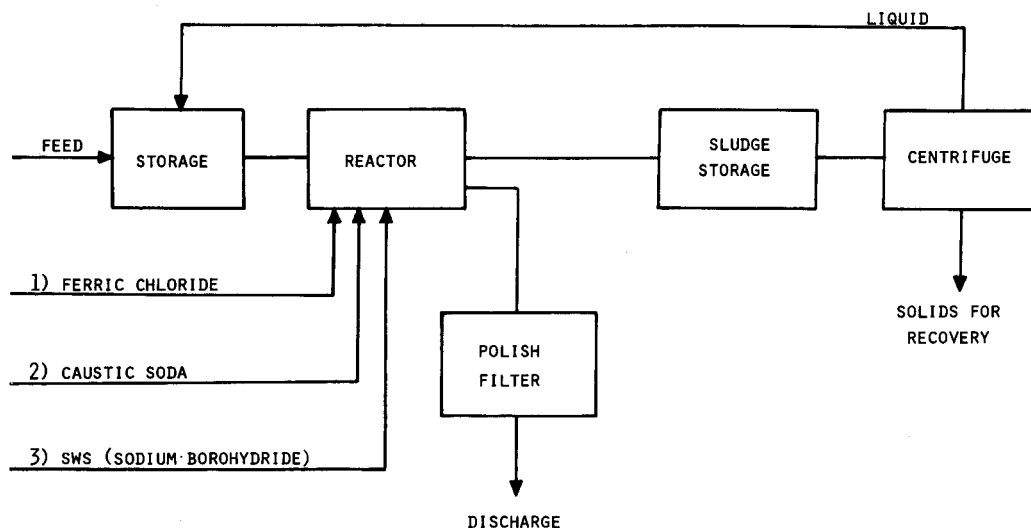 LIQUID
FEED
STORAGE
REACTOR
SLUDGE
STORAGE
CENTRIFUGE
1) FERRIC CHLORIDE
2) CAUSTIC SODA
3) SWS (SODIUM BOROHYDRIDE)
POLISH
FILTER
SOLIDS FOR
RECOVERY
DISCHARGE